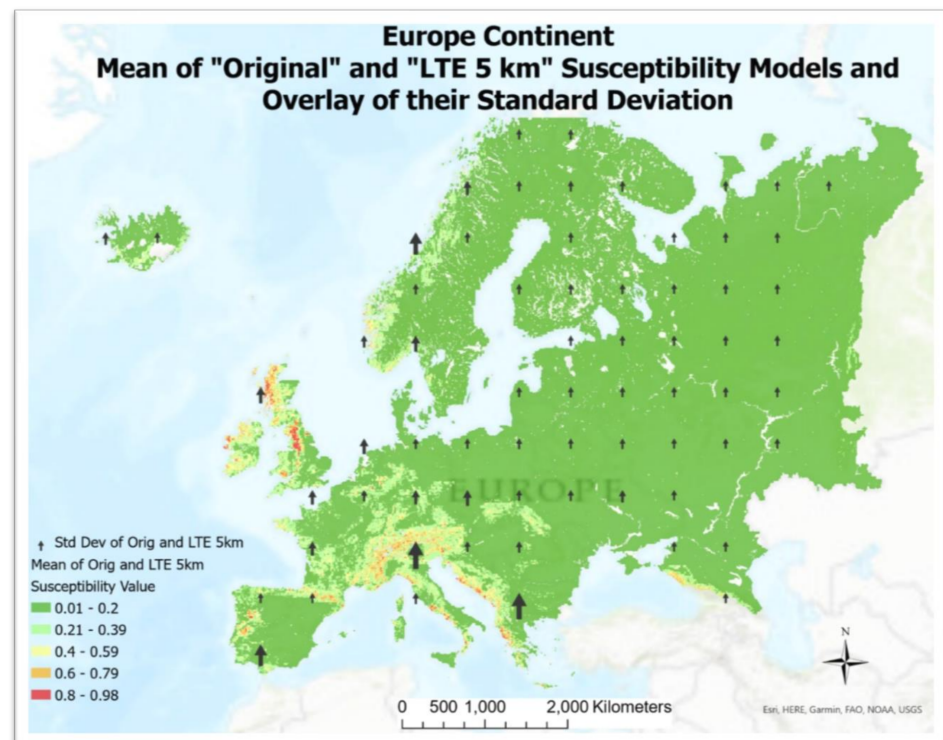 Europe Continent
Mean of "Original" and "LTE 5 km" Susceptibility Models and
Overlay of their Standard Deviation
EUROPE
Std Dev of Orig and LTE 5km
Mean of Orig and LTE 5km
Susceptibility Value
0.01 - 0.2
0.21 - 0.39
0.4 - 0.59
0.6 - 0.79
0.8 - 0.98
N
0 500 1,000 2,000 Kilometers
Esri, HERE, Garmin, FAO, NOAA, USGS